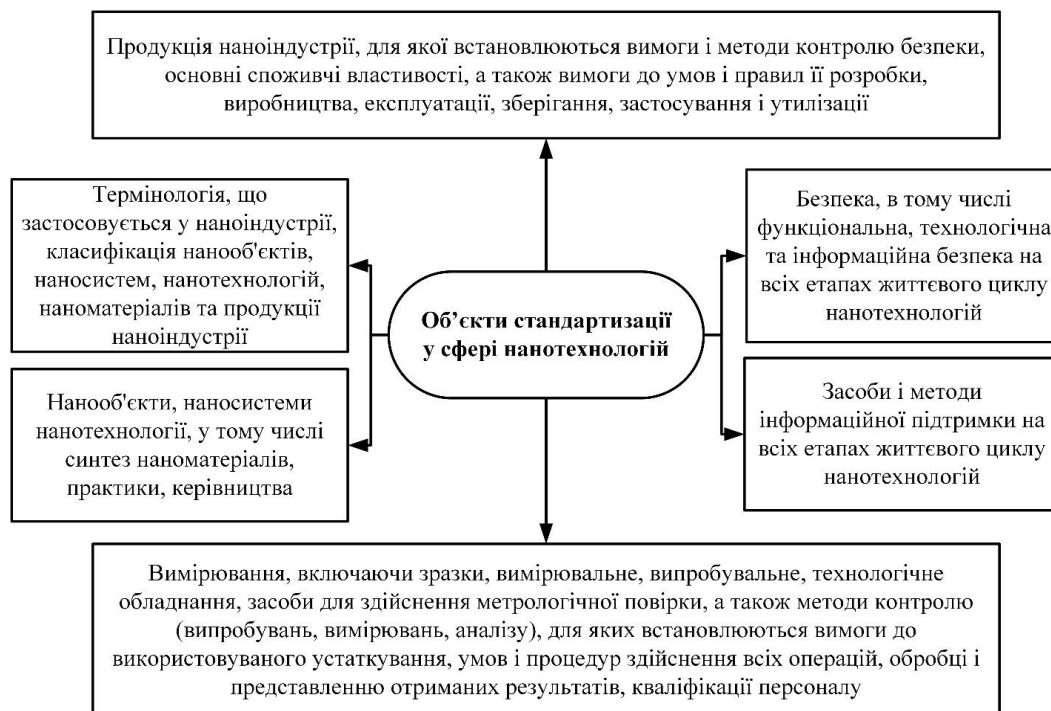 Продукція наноіндустрії, для якої встановлюються вимоги і методи контролю безпеки,
основні споживчі властивості, а також вимоги до умов і правил її розробки,
виробництва, експлуатації, зберігання, застосування і утилізації
Термінологія, що
застосовується у наноіндустрії,
класифікація нанооб'єктів,
наносистем, нанотехнологій,
наноматеріалів та продукції
наноіндустрії
Нанооб'єкти, наносистеми
нанотехнології, у тому числі
синтез наноматеріалів,
практики, керівництва
Об’єкти стандартизації
у сфері нанотехнологій
Безпека, в тому числі
функціональна, технологічна
та інформаційна безпека на
всіх етапах життєвого циклу
нанотехнологій
Засоби і методи
інформаційної підтримки на
всіх етапах життєвого циклу
нанотехнологій
Вимірювання, включаючи зразки, вимірювальне, випробувальне, технологічне
обладнання, засоби для здійснення метрологічної повірки, а також методи контролю
(випробувань, вимірювань, аналізу), для яких встановлюються вимоги до
використовуваного устаткування, умов і процедур здійснення всіх операцій, обробці і
представленню отриманих результатів, кваліфікації персоналу